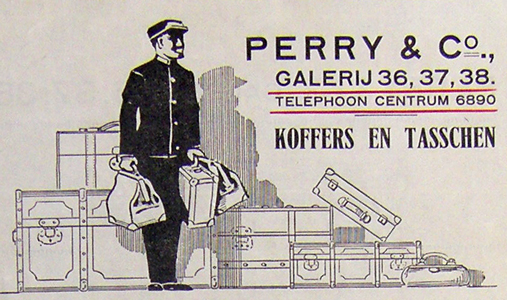 PERRY & Co.,
GALERIJ 36, 37, 38.
TELEPHOON CENTRUM 6890
KOFFERS EN TASSCHEN